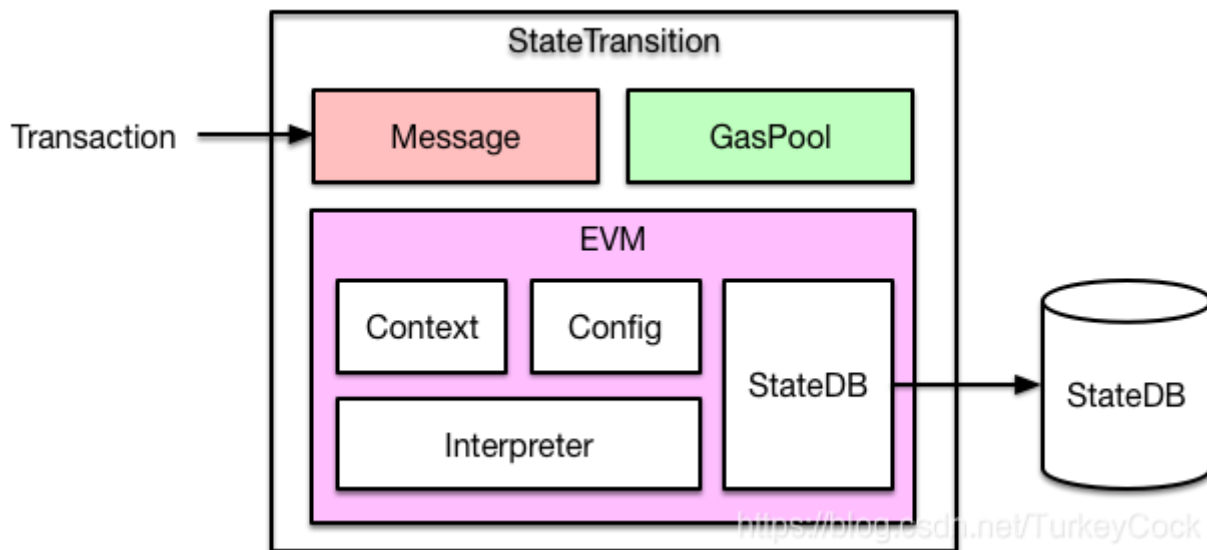 StateTransition
Transaction
Message
GasPool
EVM
Context
Config
StateDB
StateDB
Interpreter
https://blog.csdn.net/TurkeyCock